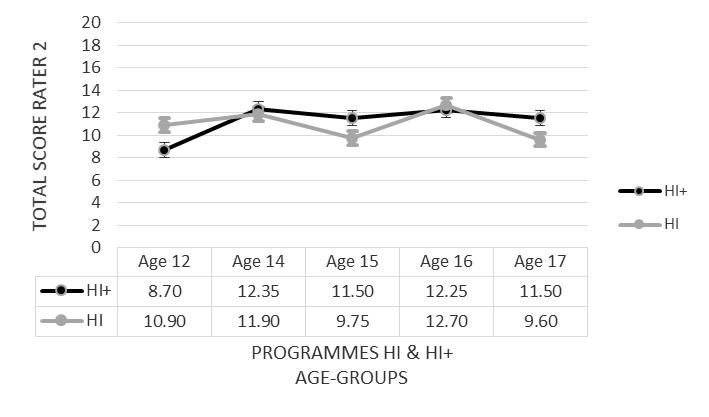 TOTAL SCORE RATER 2
20
18
16
14
12
10
8
6
4
2
0
HI+
HI
Age 12 Age 14 Age 15 Age 16 Age 17
HI+ 8.70 12.35 11.50 12.25 11.50
HI 10.90 11.90 9.75 12.70 9.60
PROGRAMMES HI & HI+
AGE-GROUPS